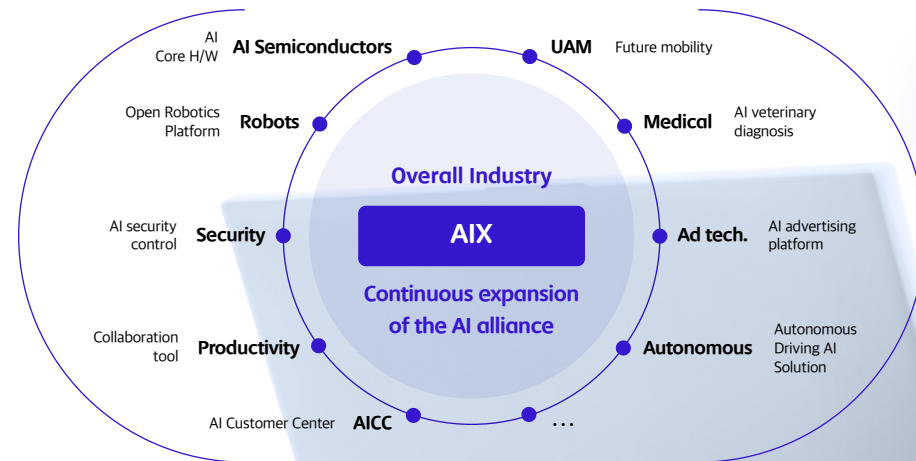 AI
Core H/W
AI Semiconductors
UAM
Future mobility
Open Robotics
Platform
Robots
Medical
AI veterinary
diagnosis
Overall Industry
AIX
Continuous expansion
of the AI alliance
AI security
control
Security
Ad tech.
AI advertising
platform
Collaboration
tool
Productivity
Autonomous
Autonomous
Driving AI
Solution
AI Customer Center
AICC
...